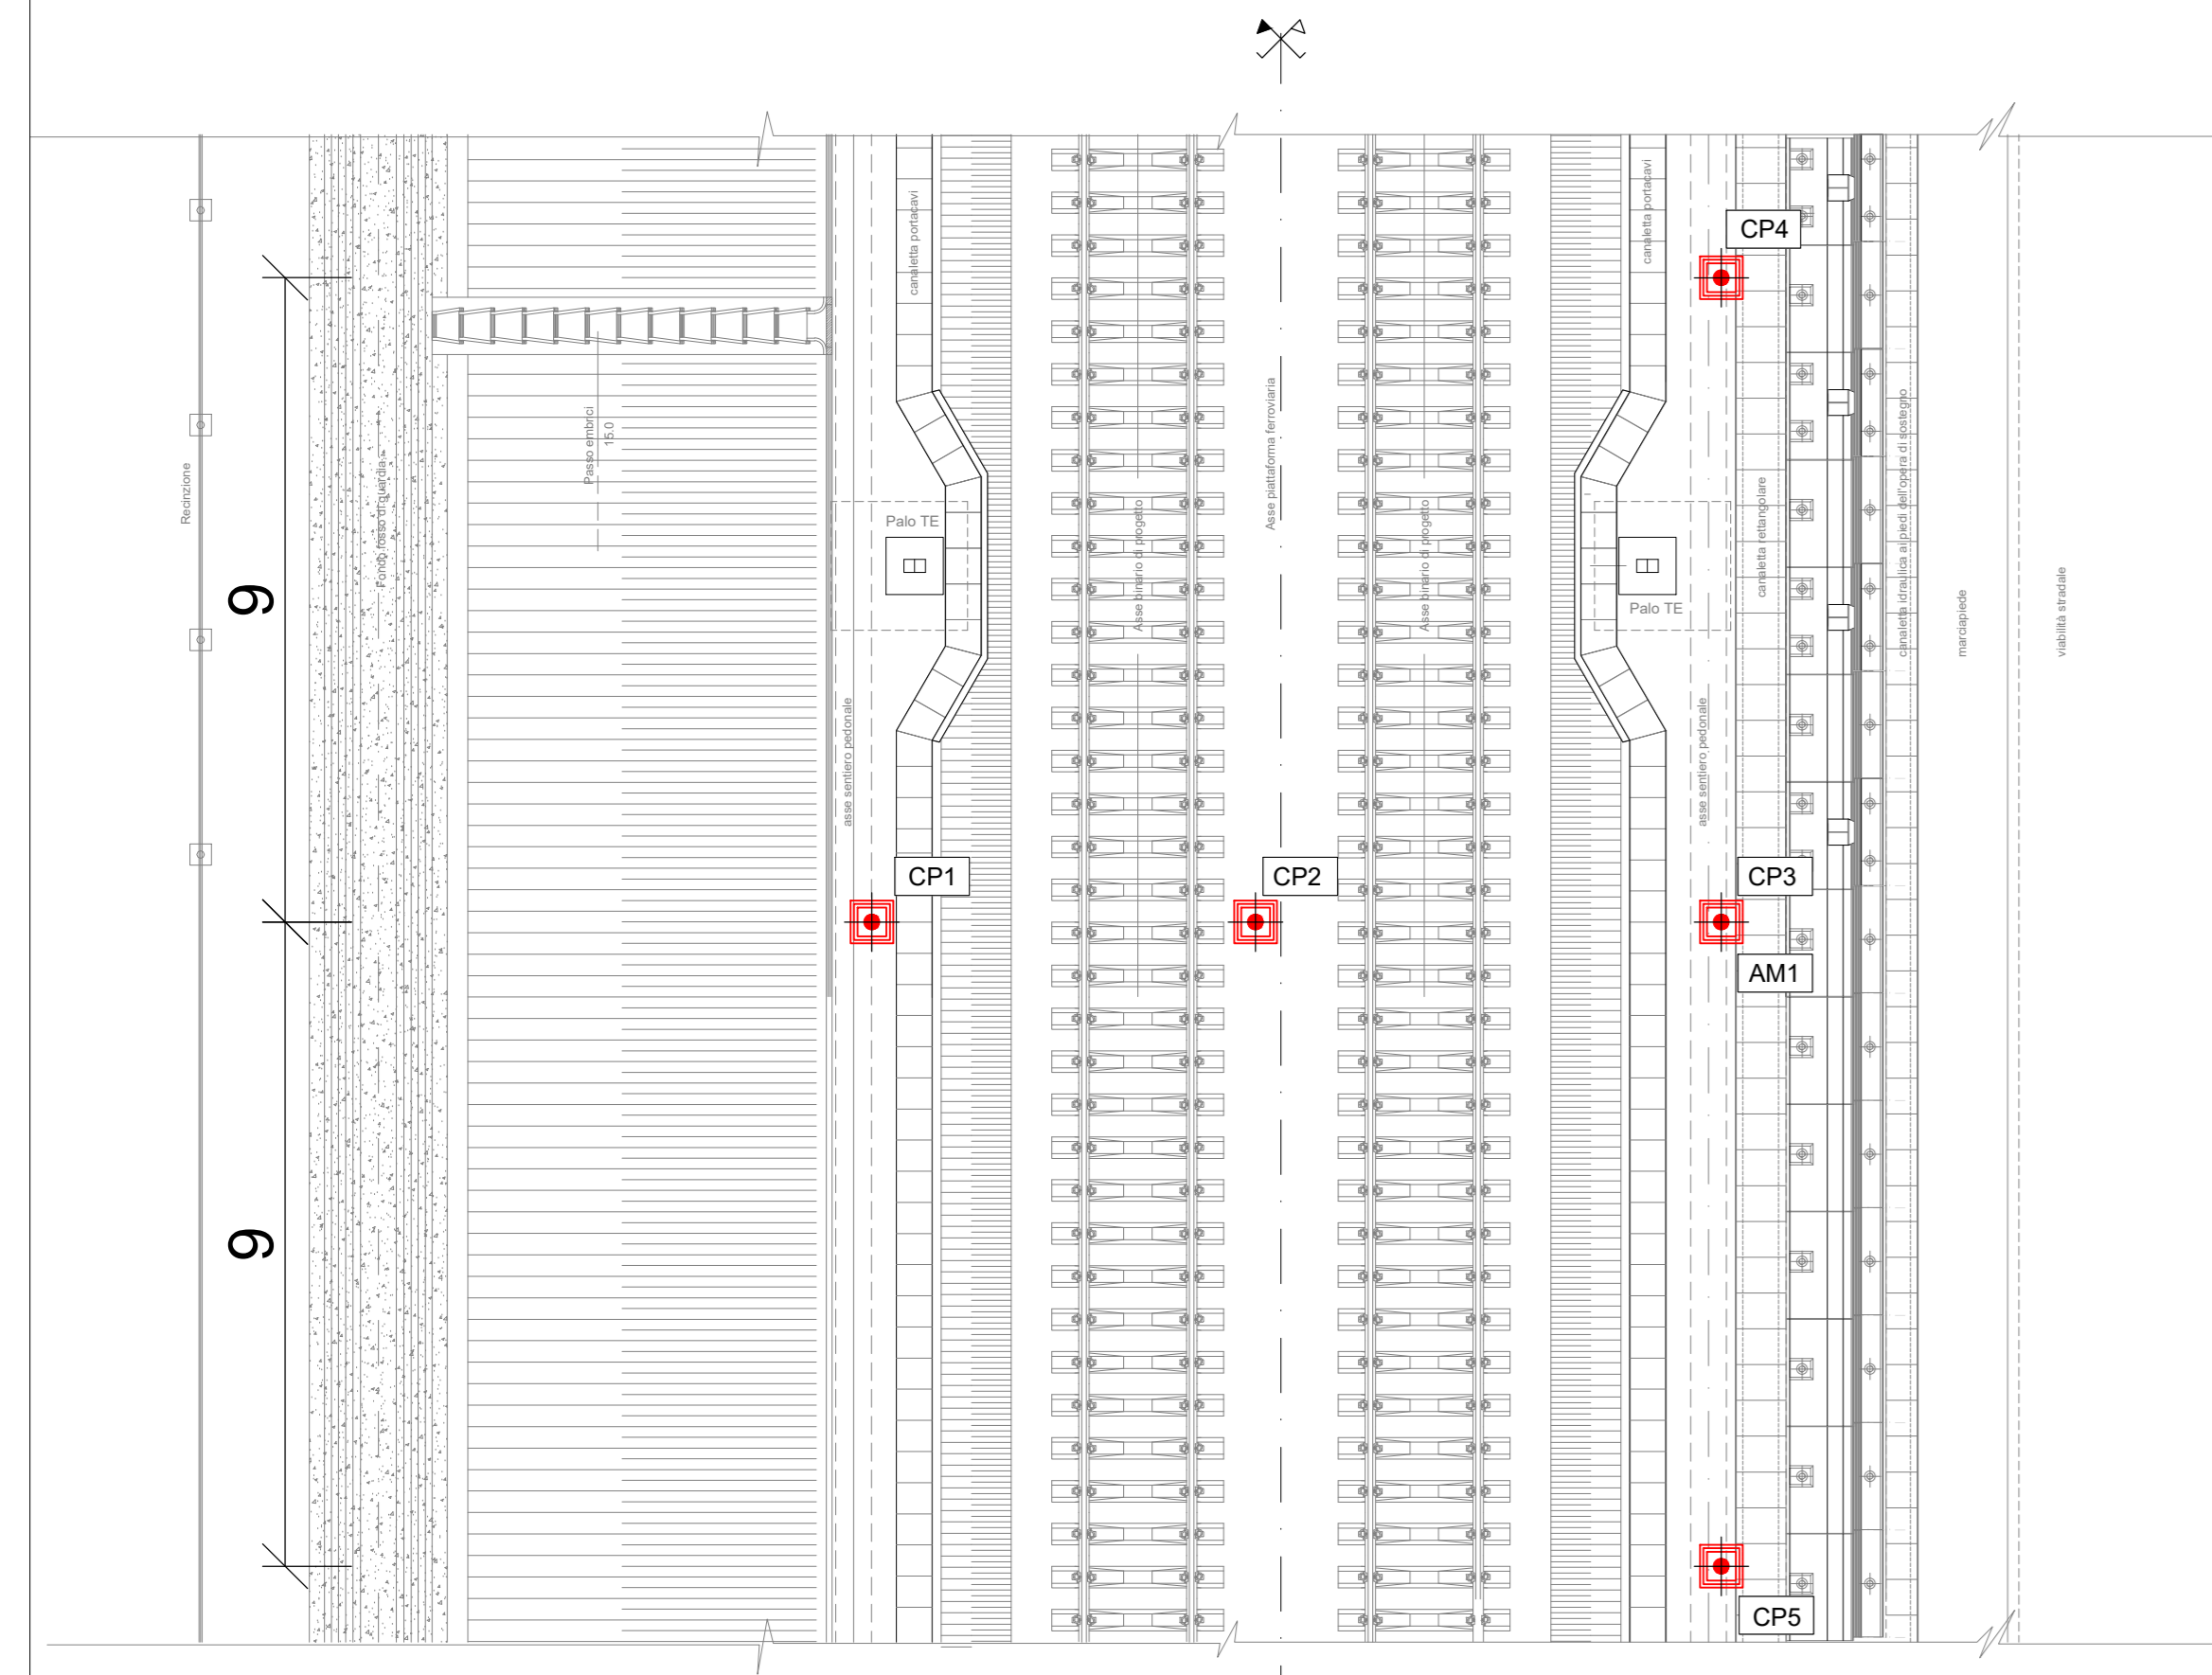 CP4
canaletta portacavi
canaletta portacavi
Recinzione
Fondo fosso di guardia
Passo embrici
15.0
Palo TE
Asse binario di progetto
Asse piattaforma ferroviaria
Asse binario di progetto
Palo TE
canaletta rettangolare
canaletta idraulica ai piedi dell'opera di sostegno
marciapiede
viabilità stradale
9
asse sentiero pedonale
asse sentiero pedonale
CP1
CP2
CP3
AM1
9
CP5